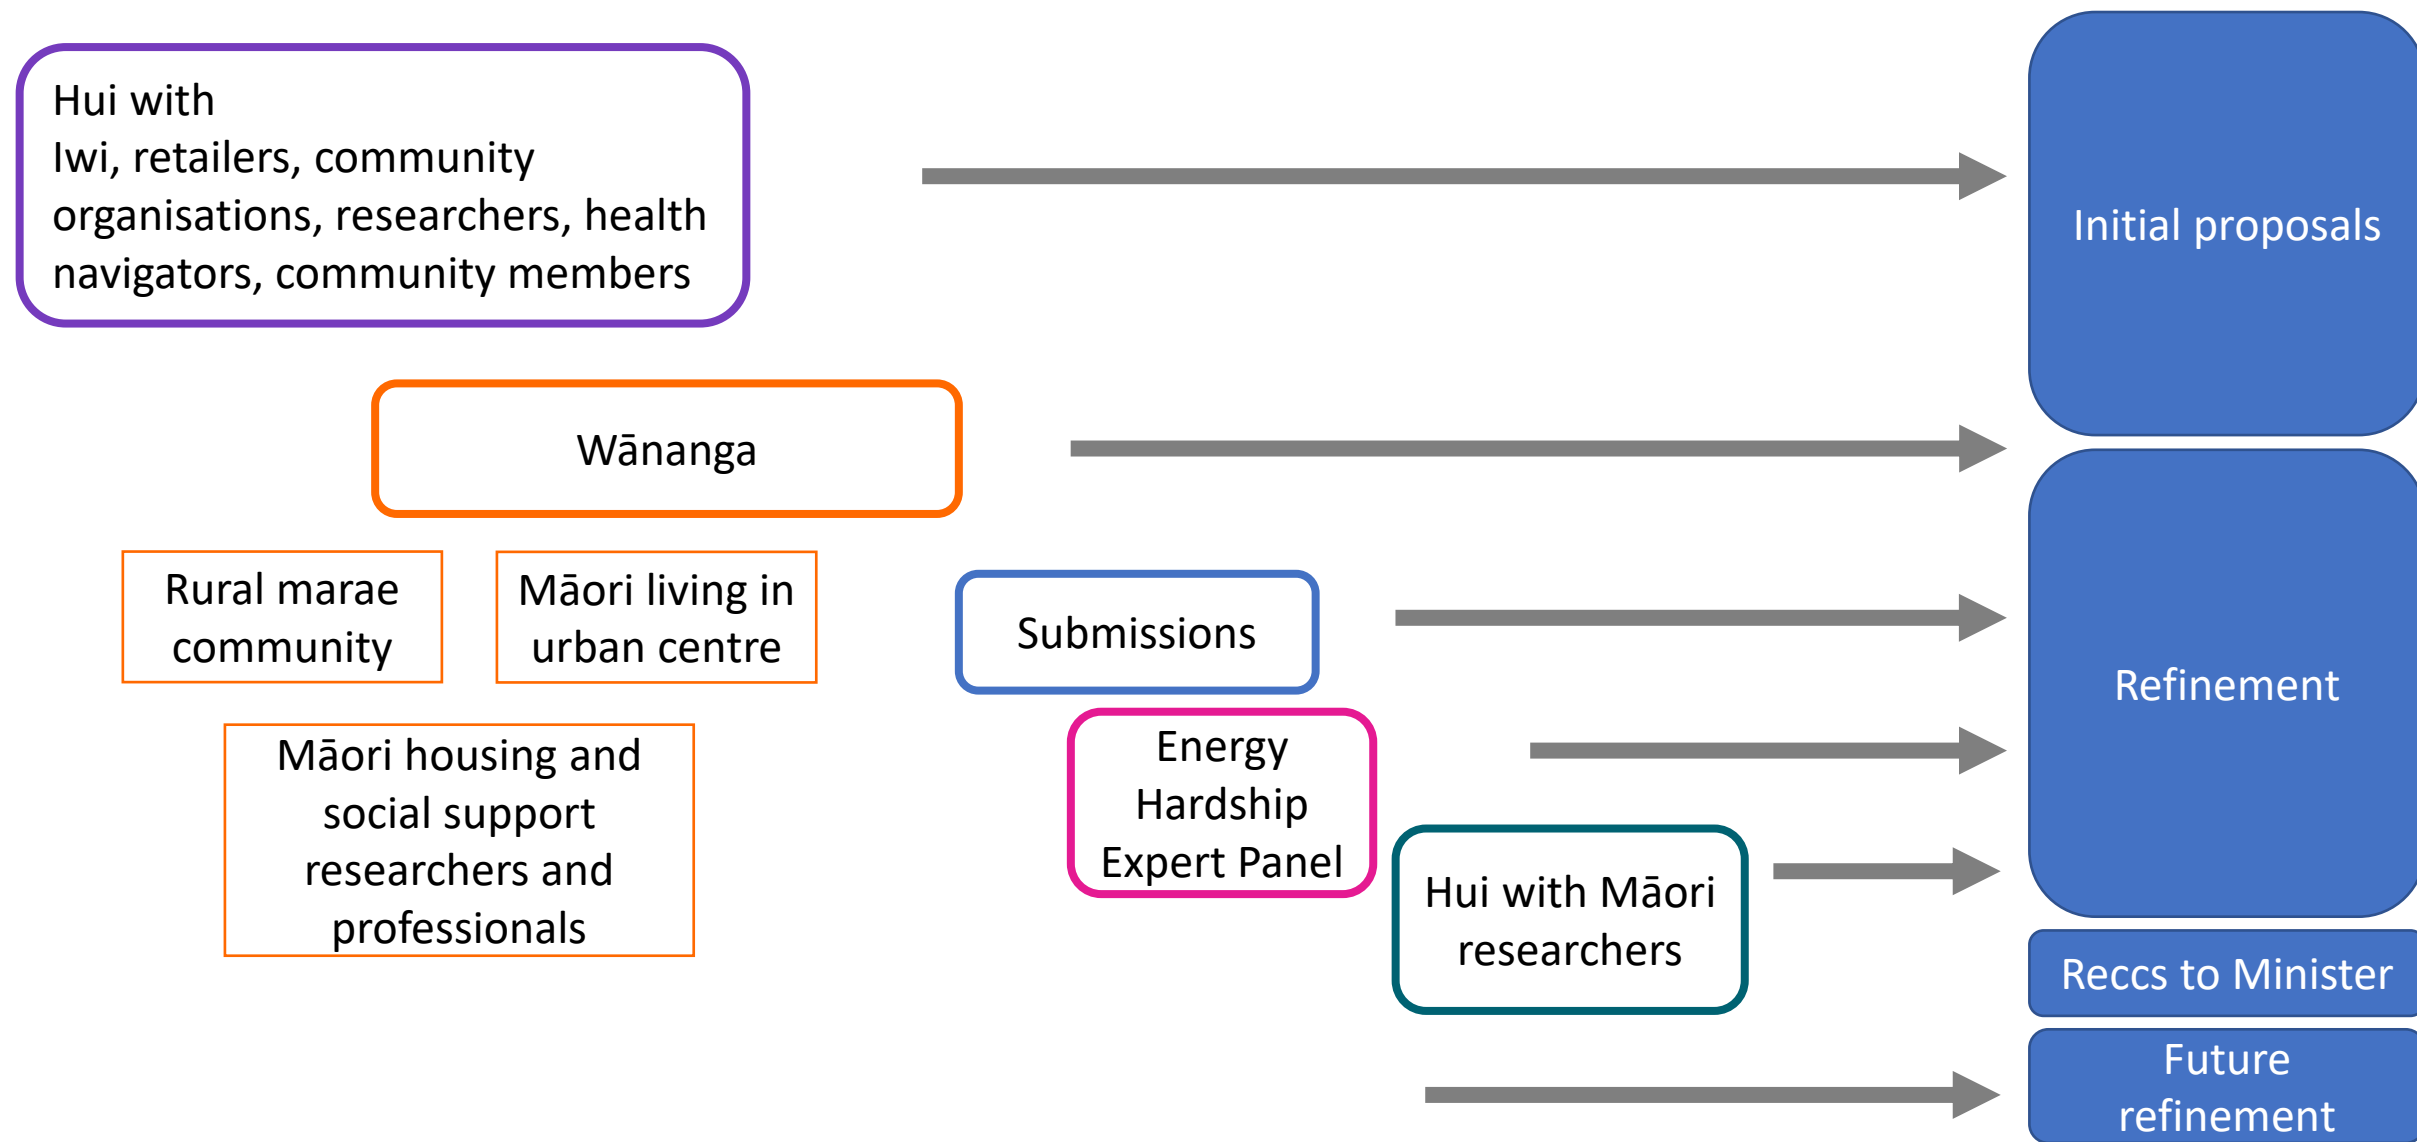 Hui with
Iwi, retailers, community
organisations, researchers, health
navigators, community members
Initial proposals
Wānanga
Rural marae
community
Māori living in
urban centre
Submissions
Refinement
Māori housing and
social support
researchers and
professionals
Energy
Hardship
Expert Panel
Hui with Māori
researchers
Reccs to Minister
Future
refinement